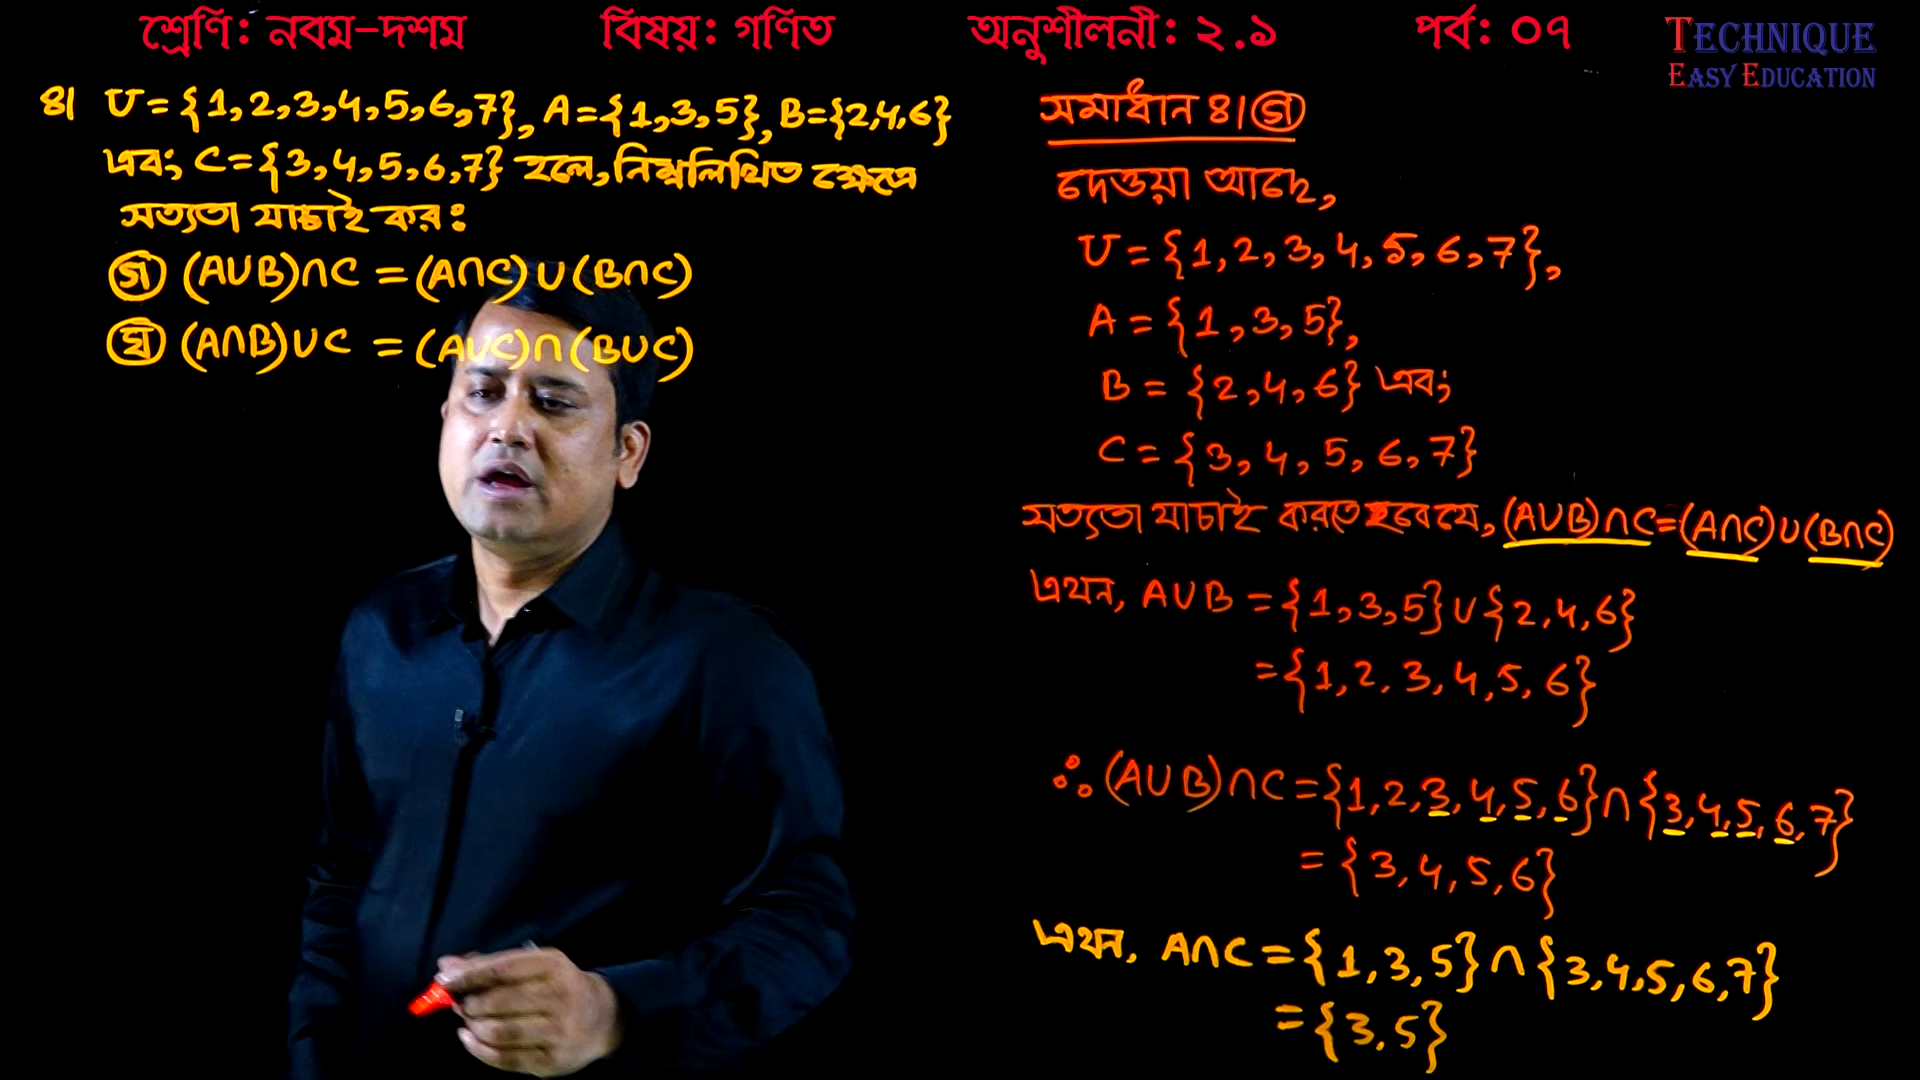 শ্রেণি: নবম-দশম বিষয়: গণিত অনুশীলনী: ২.১ পর্ব: ০৭
TECHNIQUE
EASY EDUCATION
৪। U = {1,2,3,4,5,6,7}, A={1,3,5}, B={2,4,6}
এবং C={3,4,5,6,7} হলে, নিম্নলিখিত ক্ষেত্রে
সত্যতা যাচাই কর:
গ (A∪B)∩C = (A∩C)∪(B∩C)
ঘ (A∩B)∪C = (A∪C)∩(B∪C)
সমাধান ৪। গ
দেওয়া আছে,
U = {1,2,3,4,5,6,7},
A = {1,3,5},
B = {2,4,6} এবং
C = {3,4,5,6,7}
সত্যতা যাচাই করতে হবে যে, (A∪B)∩C=(A∩C)∪(B∩C)
এখন, A∪B = {1,3,5}∪{2,4,6}
={1,2,3,4,5,6}
∴ (A∪B)∩C={1,2,3,4,5,6}∩{3,4,5,6,7}
= {3,4,5,6}
এখন, A∩C = {1,3,5}∩{3,4,5,6,7}
={3,5}